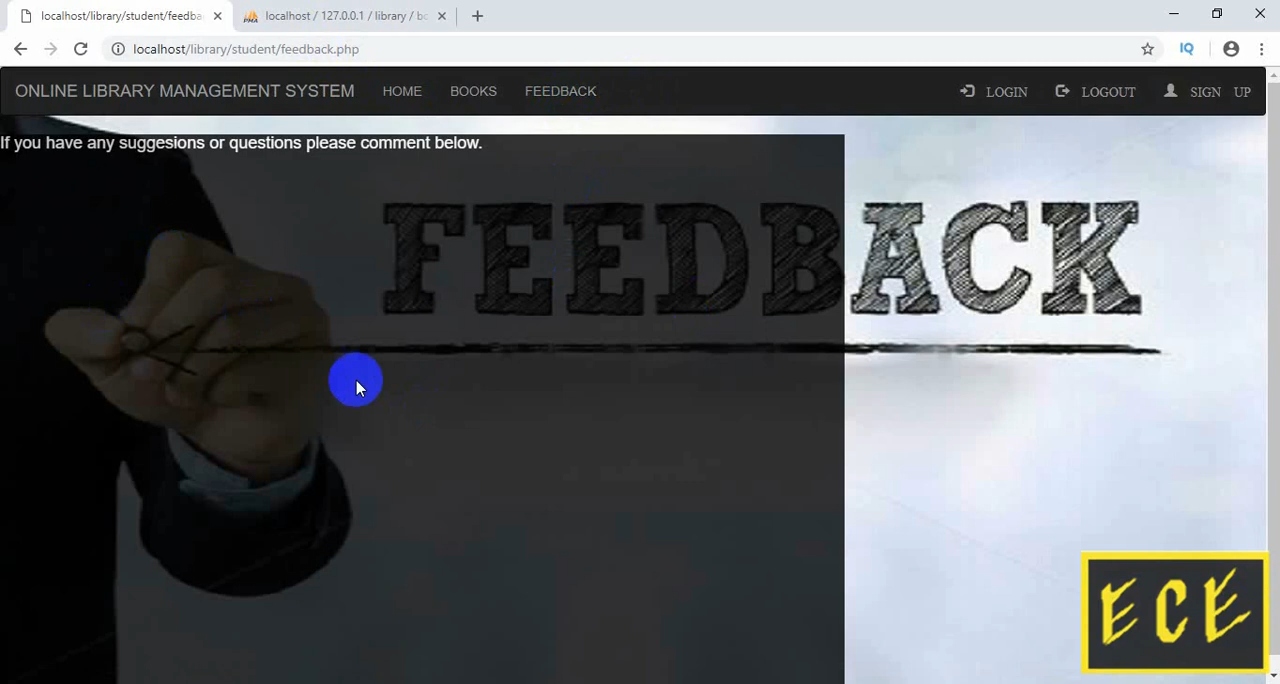 localhost/library/student/feedba
localhost / 127.0.0.1 / library / bo
localhost/library/student/feedback.php
IQ
ONLINE LIBRARY MANAGEMENT SYSTEM HOME BOOKS FEEDBACK LOGIN LOGOUT SIGN UP
If you have any suggesions or questions please comment below.
FEEDBACK
ECE